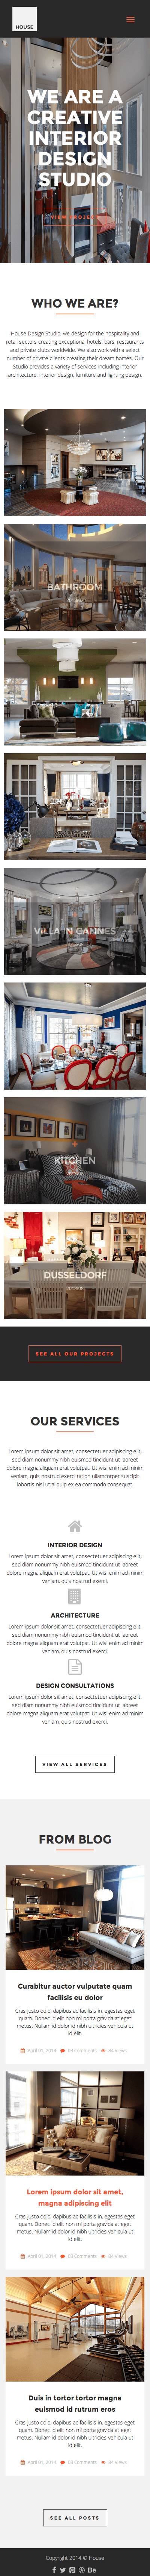 HOUSE
WE ARE A
CREATIVE
INTERIOR
DESIGN
STUDIO
VIEW PROJECTS
WHO WE ARE?
House Design Studio, we design for the hospitality and
retail sectors creating exceptional hotels, bars, restaurants
and private clubs worldwide. We also work with a select
number of private clients creating their dream homes. Our
Studio provides a variety of services including interior
architecture, interior design, furniture and lighting design.
BATHROOM
VILLA IN CANNES
KITCHEN
DUSSELDORF
SEE ALL OUR PROJECTS
OUR SERVICES
Lorem ipsum dolor sit amet, consectetuer adipiscing elit,
sed diam nonummy nibh euismod tincidunt ut laoreet
dolore magna aliquam erat volutpat. Ut wisi enim ad minim
veniam, quis nostrud exerci tation ullamcorper suscipit
lobortis nisl ut aliquip ex ea commodo consequat.
INTERIOR DESIGN
Lorem ipsum dolor sit amet, consectetuer adipiscing elit,
sed diam nonummy nibh euismod tincidunt ut laoreet
dolore magna aliquam erat volutpat. Ut wisi enim ad minim
veniam, quis nostrud exerci.
ARCHITECTURE
Lorem ipsum dolor sit amet, consectetuer adipiscing elit,
sed diam nonummy nibh euismod tincidunt ut laoreet
dolore magna aliquam erat volutpat. Ut wisi enim ad minim
veniam, quis nostrud exerci.
DESIGN CONSULTATIONS
Lorem ipsum dolor sit amet, consectetuer adipiscing elit,
sed diam nonummy nibh euismod tincidunt ut laoreet
dolore magna aliquam erat volutpat. Ut wisi enim ad minim
veniam, quis nostrud exerci.
VIEW ALL SERVICES
FROM BLOG
Curabitur auctor vulputate quam
facilisis eu dolor
Cras justo odio, dapibus ac facilisis in, egestas eget
quam. Donec id elit non mi porta gravida at eget
metus. Nullam id dolor id nibh ultricies vehicula ut
id elit.
April 01, 2014 03 Comments 84 Views
Lorem ipsum dolor sit amet,
magna adipiscing elit
Cras justo odio, dapibus ac facilisis in, egestas eget
quam. Donec id elit non mi porta gravida at eget
metus. Nullam id dolor id nibh ultricies vehicula ut
id elit.
April 01, 2014 03 Comments 84 Views
Duis in tortor tortor magna
euismod id rutrum eros
Cras justo odio, dapibus ac facilisis in, egestas eget
quam. Donec id elit non mi porta gravida at eget
metus. Nullam id dolor id nibh ultricies vehicula ut
id elit.
April 01, 2014 03 Comments 84 Views
SEE ALL POSTS
Copyright 2014 © House